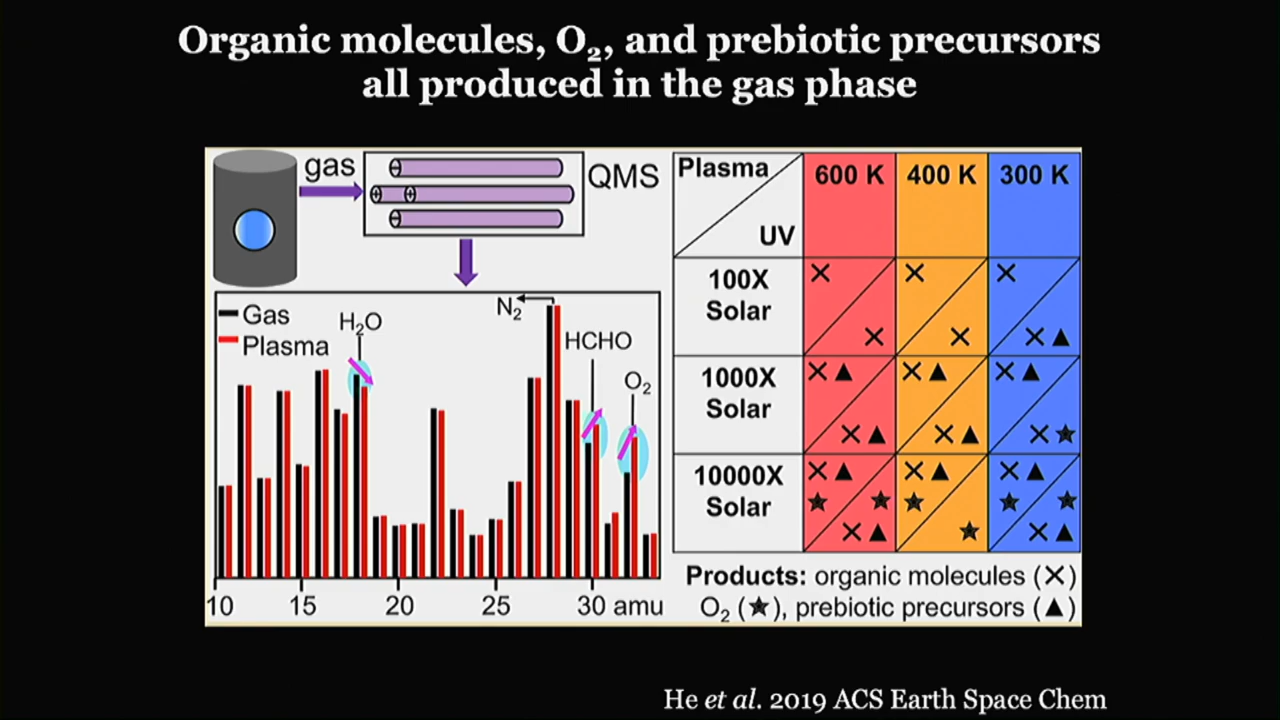 Organic molecules, O₂, and prebiotic precursors
all produced in the gas phase
gas
QMS
Gas
Plasma
H₂O
N₂
HCHO
O₂
10 15 20 25 30 amu
Plasma
UV
600 K 400 K 300 K
100X
Solar
1000X
Solar
10000X
Solar
Products: organic molecules (✕)
O₂ (★), prebiotic precursors (▲)
He et al. 2019 ACS Earth Space Chem